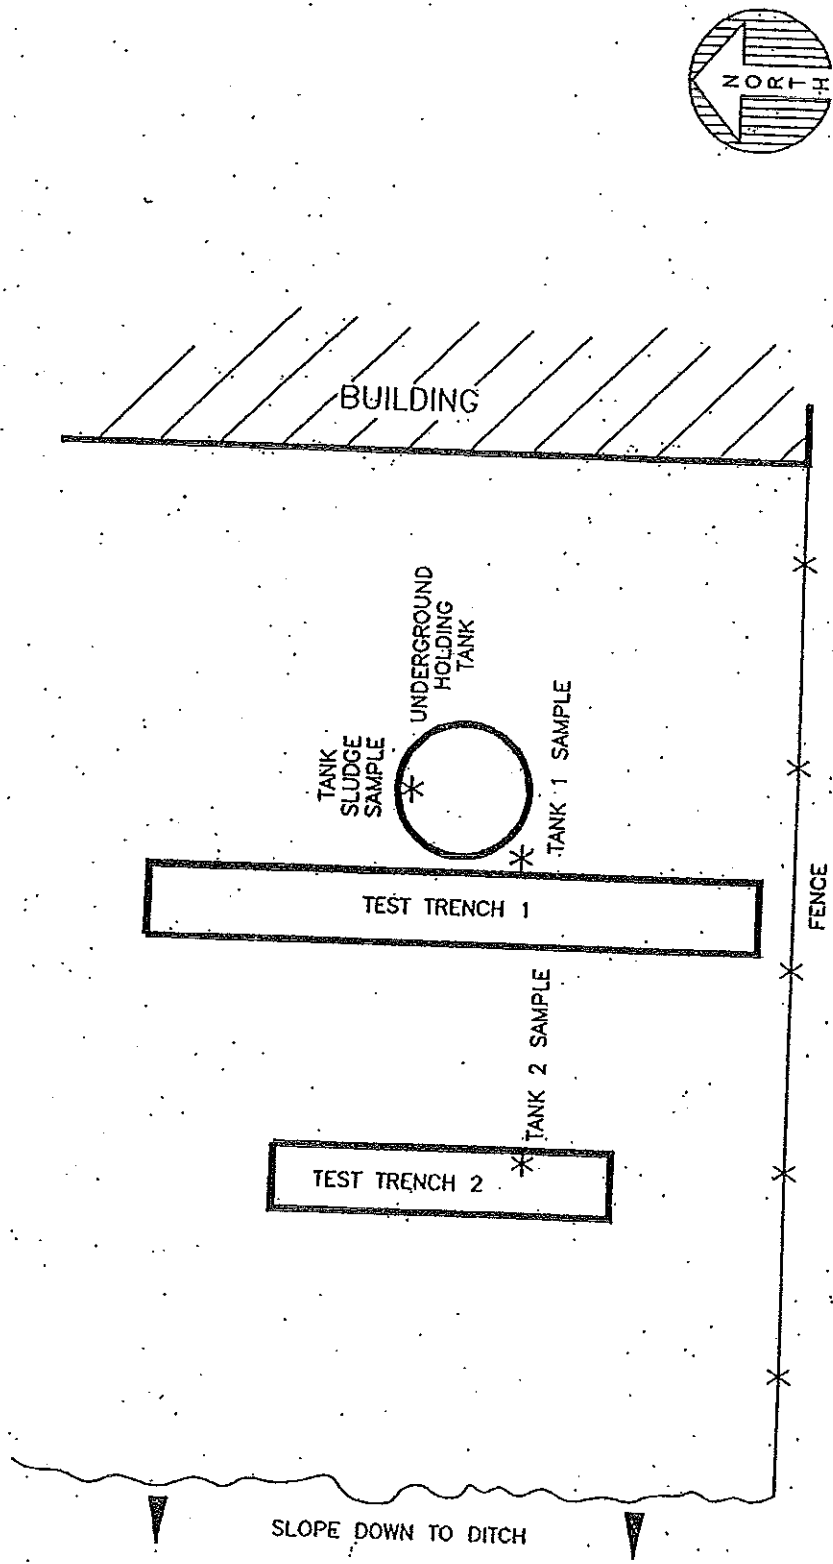 NORTH
BUILDING
UNDERGROUND
HOLDING
TANK
TANK
SLUDGE
SAMPLE
TANK 1 SAMPLE
TEST TRENCH 1
FENCE
TANK 2 SAMPLE
TEST TRENCH 2
SLOPE DOWN TO DITCH